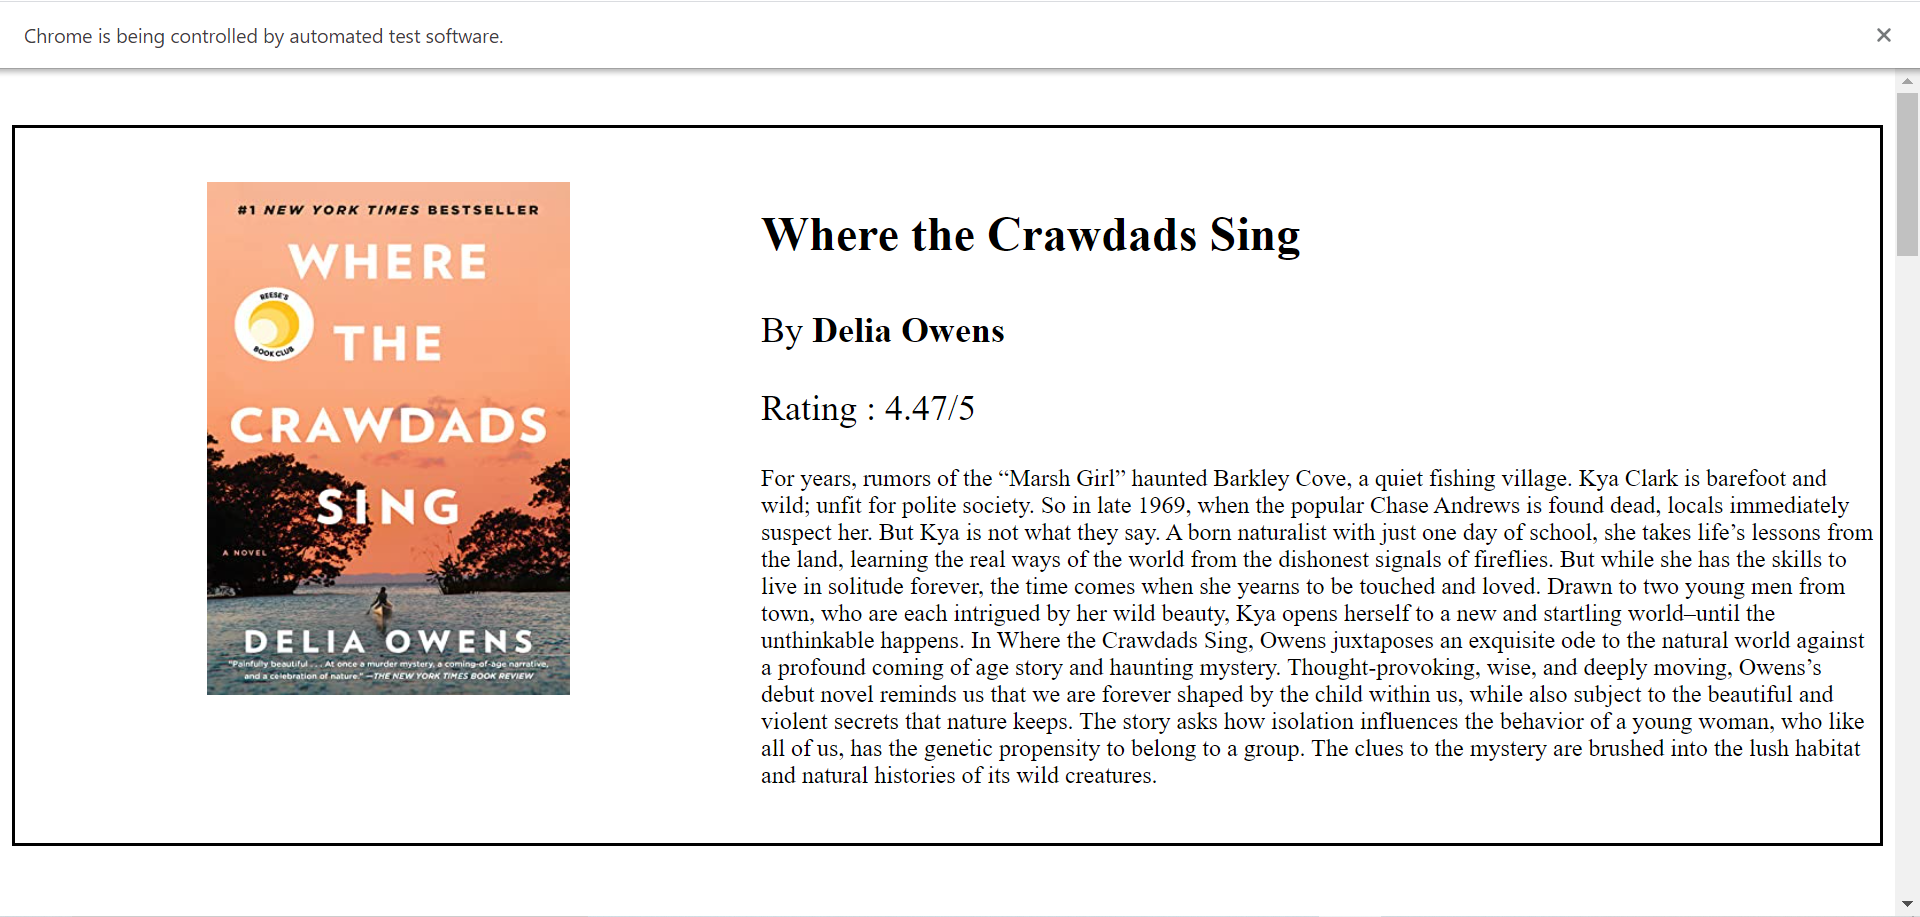 Chrome is being controlled by automated test software.
#1 NEW YORK TIMES BESTSELLER
WHERE
REESE'S
BOOK CLUB
THE
CRAWDADS
SING
A NOVEL
DELIA OWENS
"Painfully beautiful . . . At once a murder mystery, a coming-of-age narrative,
and a celebration of nature." —THE NEW YORK TIMES BOOK REVIEW
Where the Crawdads Sing
By Delia Owens
Rating : 4.47/5
For years, rumors of the “Marsh Girl” haunted Barkley Cove, a quiet fishing village. Kya Clark is barefoot and
wild; unfit for polite society. So in late 1969, when the popular Chase Andrews is found dead, locals immediately
suspect her. But Kya is not what they say. A born naturalist with just one day of school, she takes life’s lessons from
the land, learning the real ways of the world from the dishonest signals of fireflies. But while she has the skills to
live in solitude forever, the time comes when she yearns to be touched and loved. Drawn to two young men from
town, who are each intrigued by her wild beauty, Kya opens herself to a new and startling world–until the
unthinkable happens. In Where the Crawdads Sing, Owens juxtaposes an exquisite ode to the natural world against
a profound coming of age story and haunting mystery. Thought-provoking, wise, and deeply moving, Owens’s
debut novel reminds us that we are forever shaped by the child within us, while also subject to the beautiful and
violent secrets that nature keeps. The story asks how isolation influences the behavior of a young woman, who like
all of us, has the genetic propensity to belong to a group. The clues to the mystery are brushed into the lush habitat
and natural histories of its wild creatures.